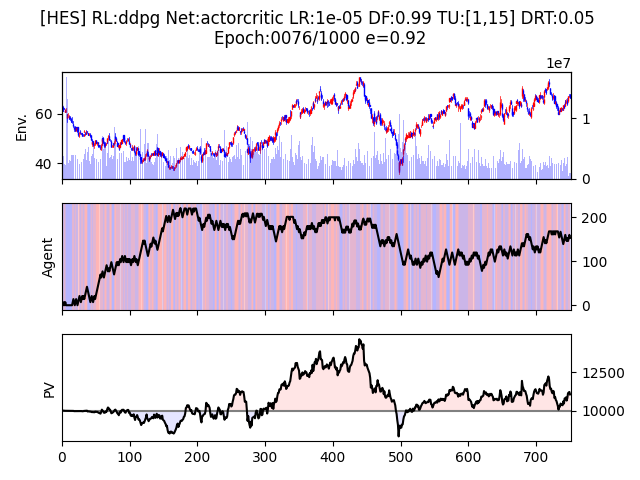 [HES] RL:ddpg Net:actorcritic LR:1e-05 DF:0.99 TU:[1,15] DRT:0.05
Epoch:0076/1000 e=0.92
1e7
Env.
60
40
1
0
Agent
200
100
0
PV
12500
10000
0 100 200 300 400 500 600 700